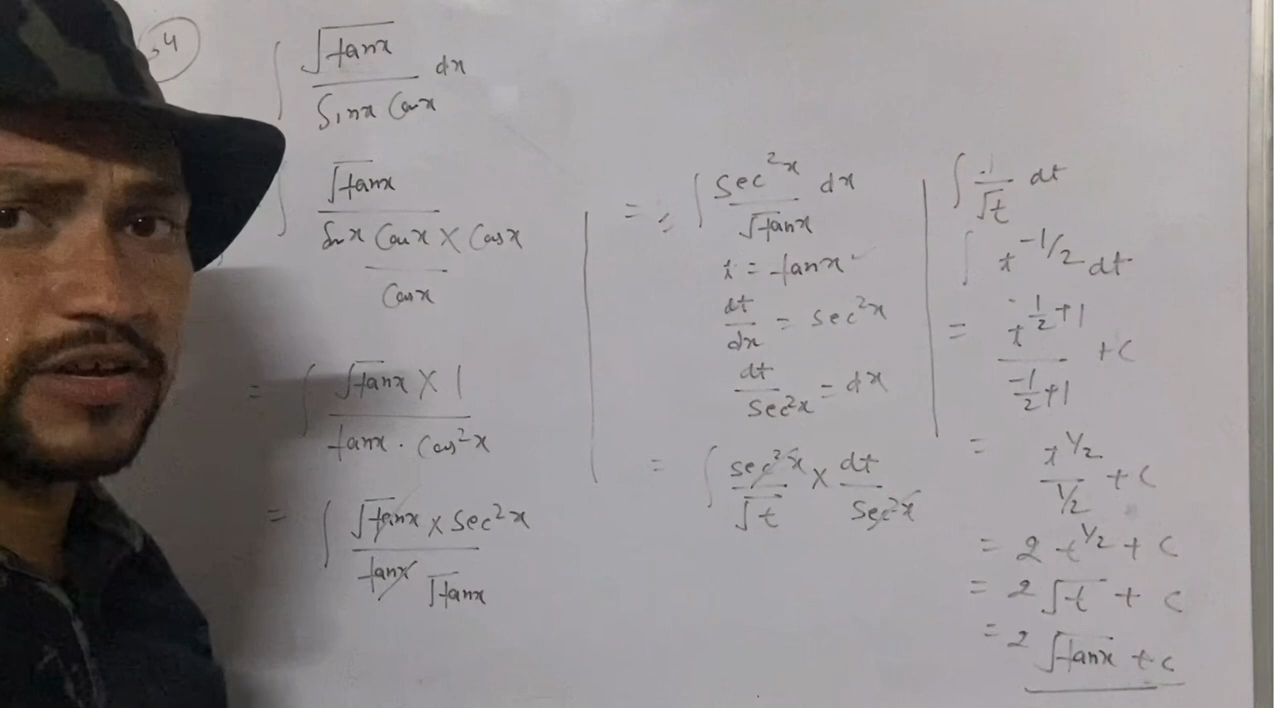 34
∫ √tanx / Sinx Cosx dx
∫ √tanx / (Sinx Cosx × Cosx / Cosx)
= ∫ √tanx × 1 / tanx · Cos²x
= ∫ √tanx × sec²x / tanx √tanx
= = ∫ sec²x / √tanx dx
t = tanx
dt/dx = sec²x
dt/sec²x = dx
= ∫ sec²x / √t × dt / sec²x
∫ 1/√t dt
∫ t^-1/2 dt
= t^(-1/2+1) / (-1/2+1) + c
= t^1/2 / 1/2 + c
= 2 t^1/2 + c
= 2 √t + c
= 2 √tanx + c